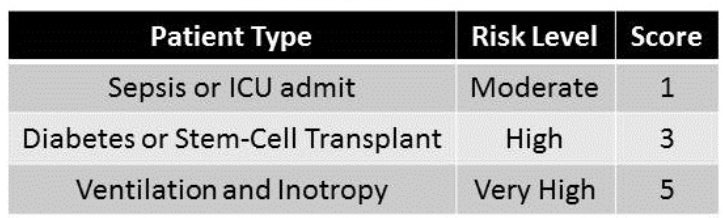 Patient Type Risk Level Score
Sepsis or ICU admit Moderate 1
Diabetes or Stem-Cell Transplant High 3
Ventilation and Inotropy Very High 5